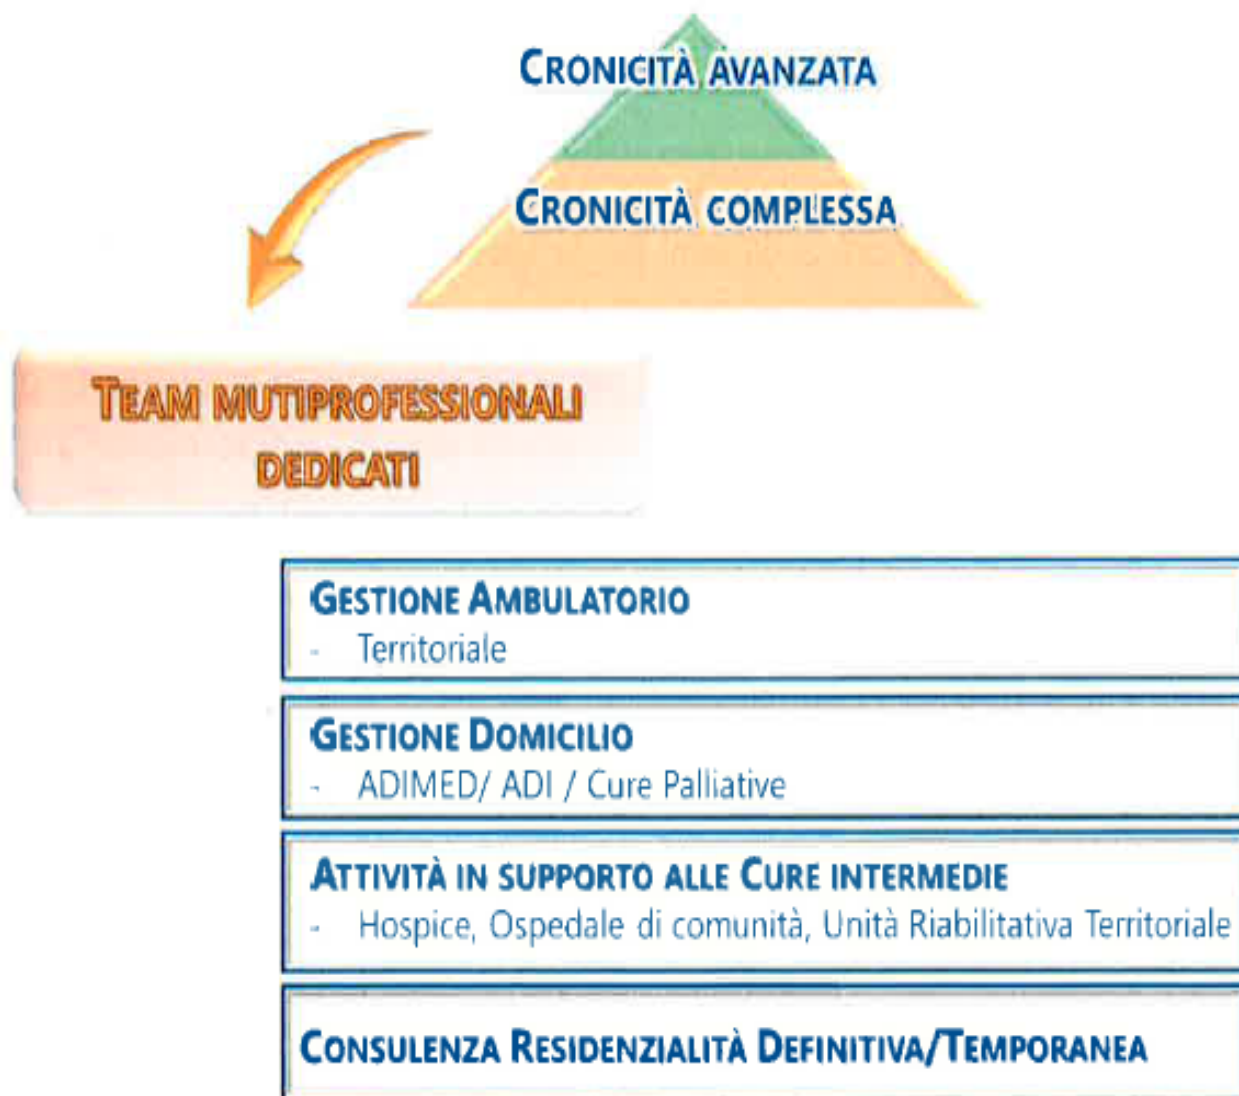 CRONICITÀ AVANZATA
CRONICITÀ COMPLESSA
TEAM MUTIPROFESSIONALI
DEDICATI
GESTIONE AMBULATORIO
- Territoriale
GESTIONE DOMICILIO
- ADIMED/ ADI / Cure Palliative
ATTIVITÀ IN SUPPORTO ALLE CURE INTERMEDIE
- Hospice, Ospedale di comunità, Unità Riabilitativa Territoriale
CONSULENZA RESIDENZIALITÀ DEFINITIVA/TEMPORANEA